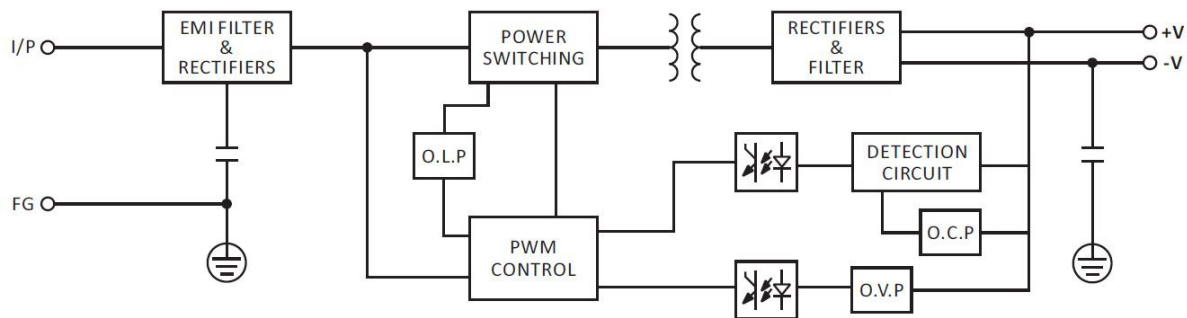 I/P
EMI FILTER
&
RECTIFIERS
POWER
SWITCHING
RECTIFIERS
&
FILTER
+V
-V
O.L.P
DETECTION
CIRCUIT
FG
O.C.P
PWM
CONTROL
O.V.P